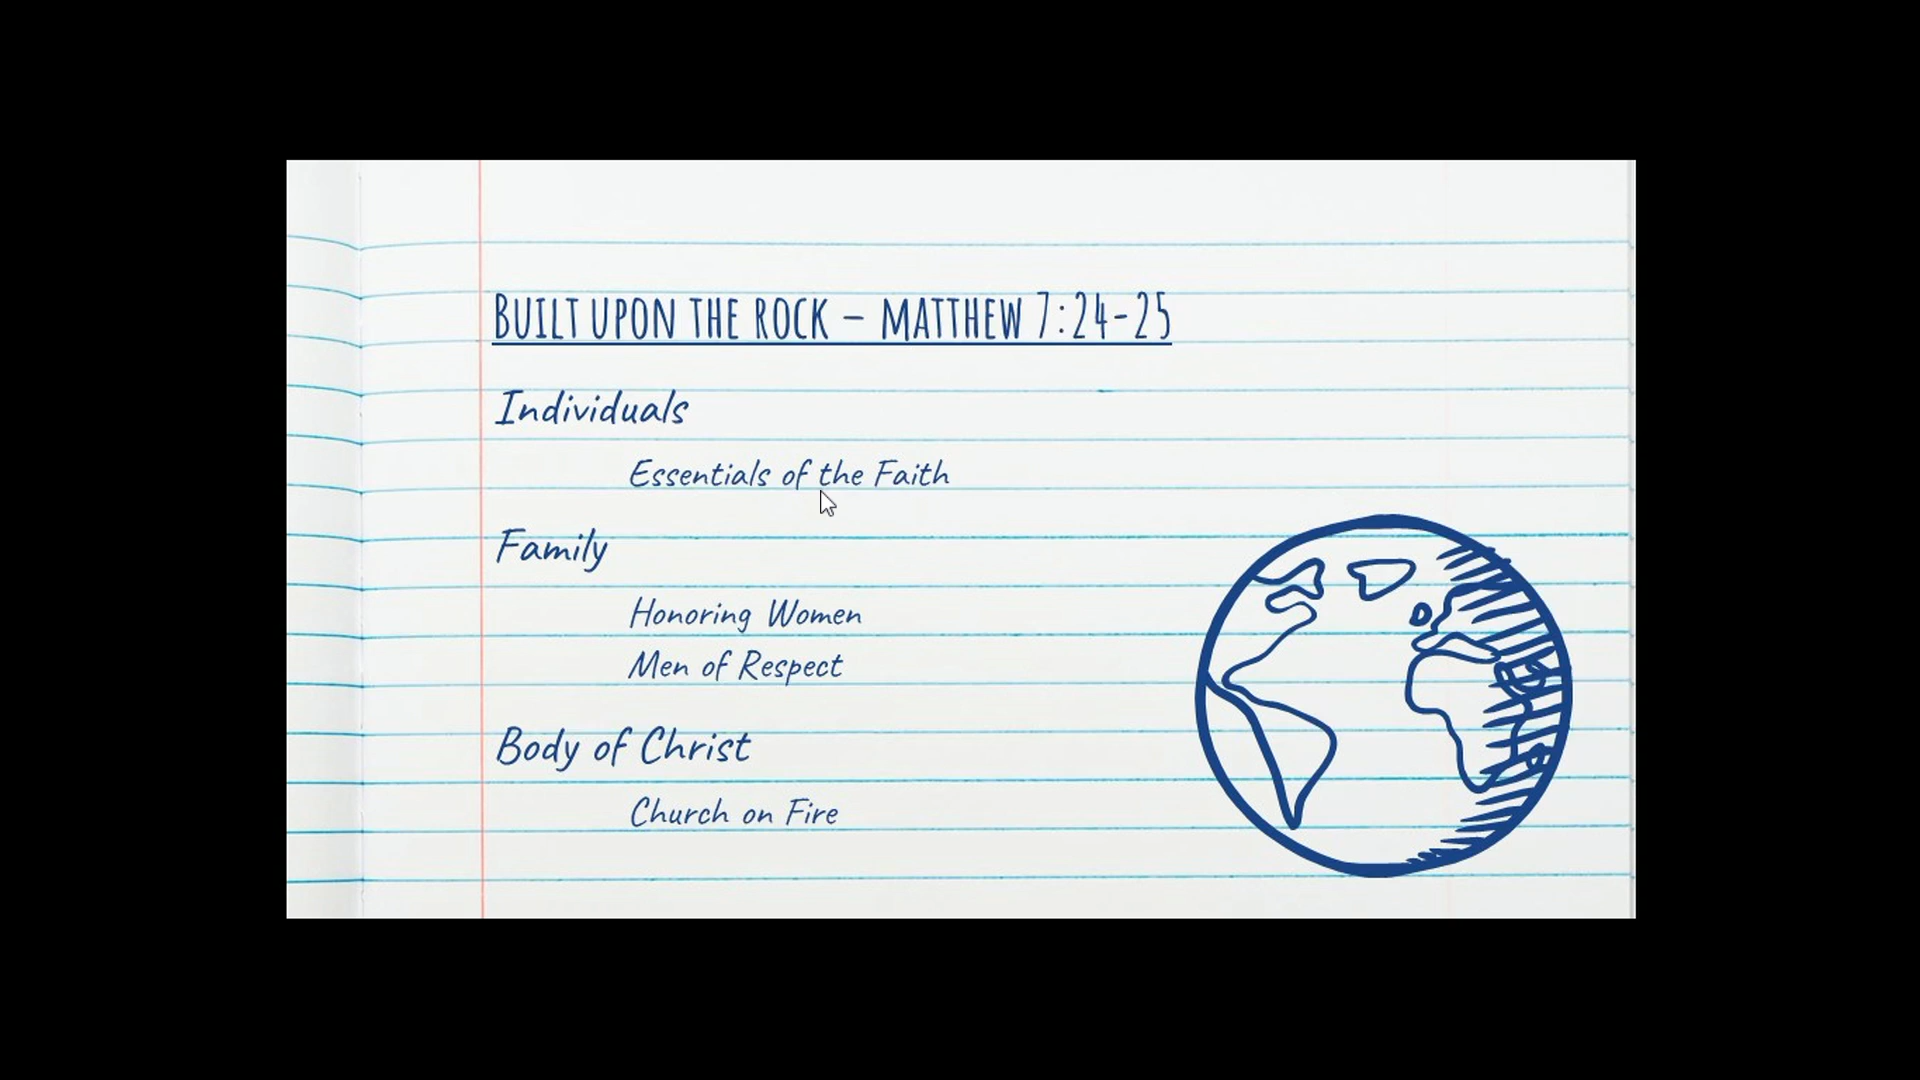 BUILT UPON THE ROCK – MATTHEW 7:24-25
Individuals
Essentials of the Faith
Family
Honoring Women
Men of Respect
Body of Christ
Church on Fire